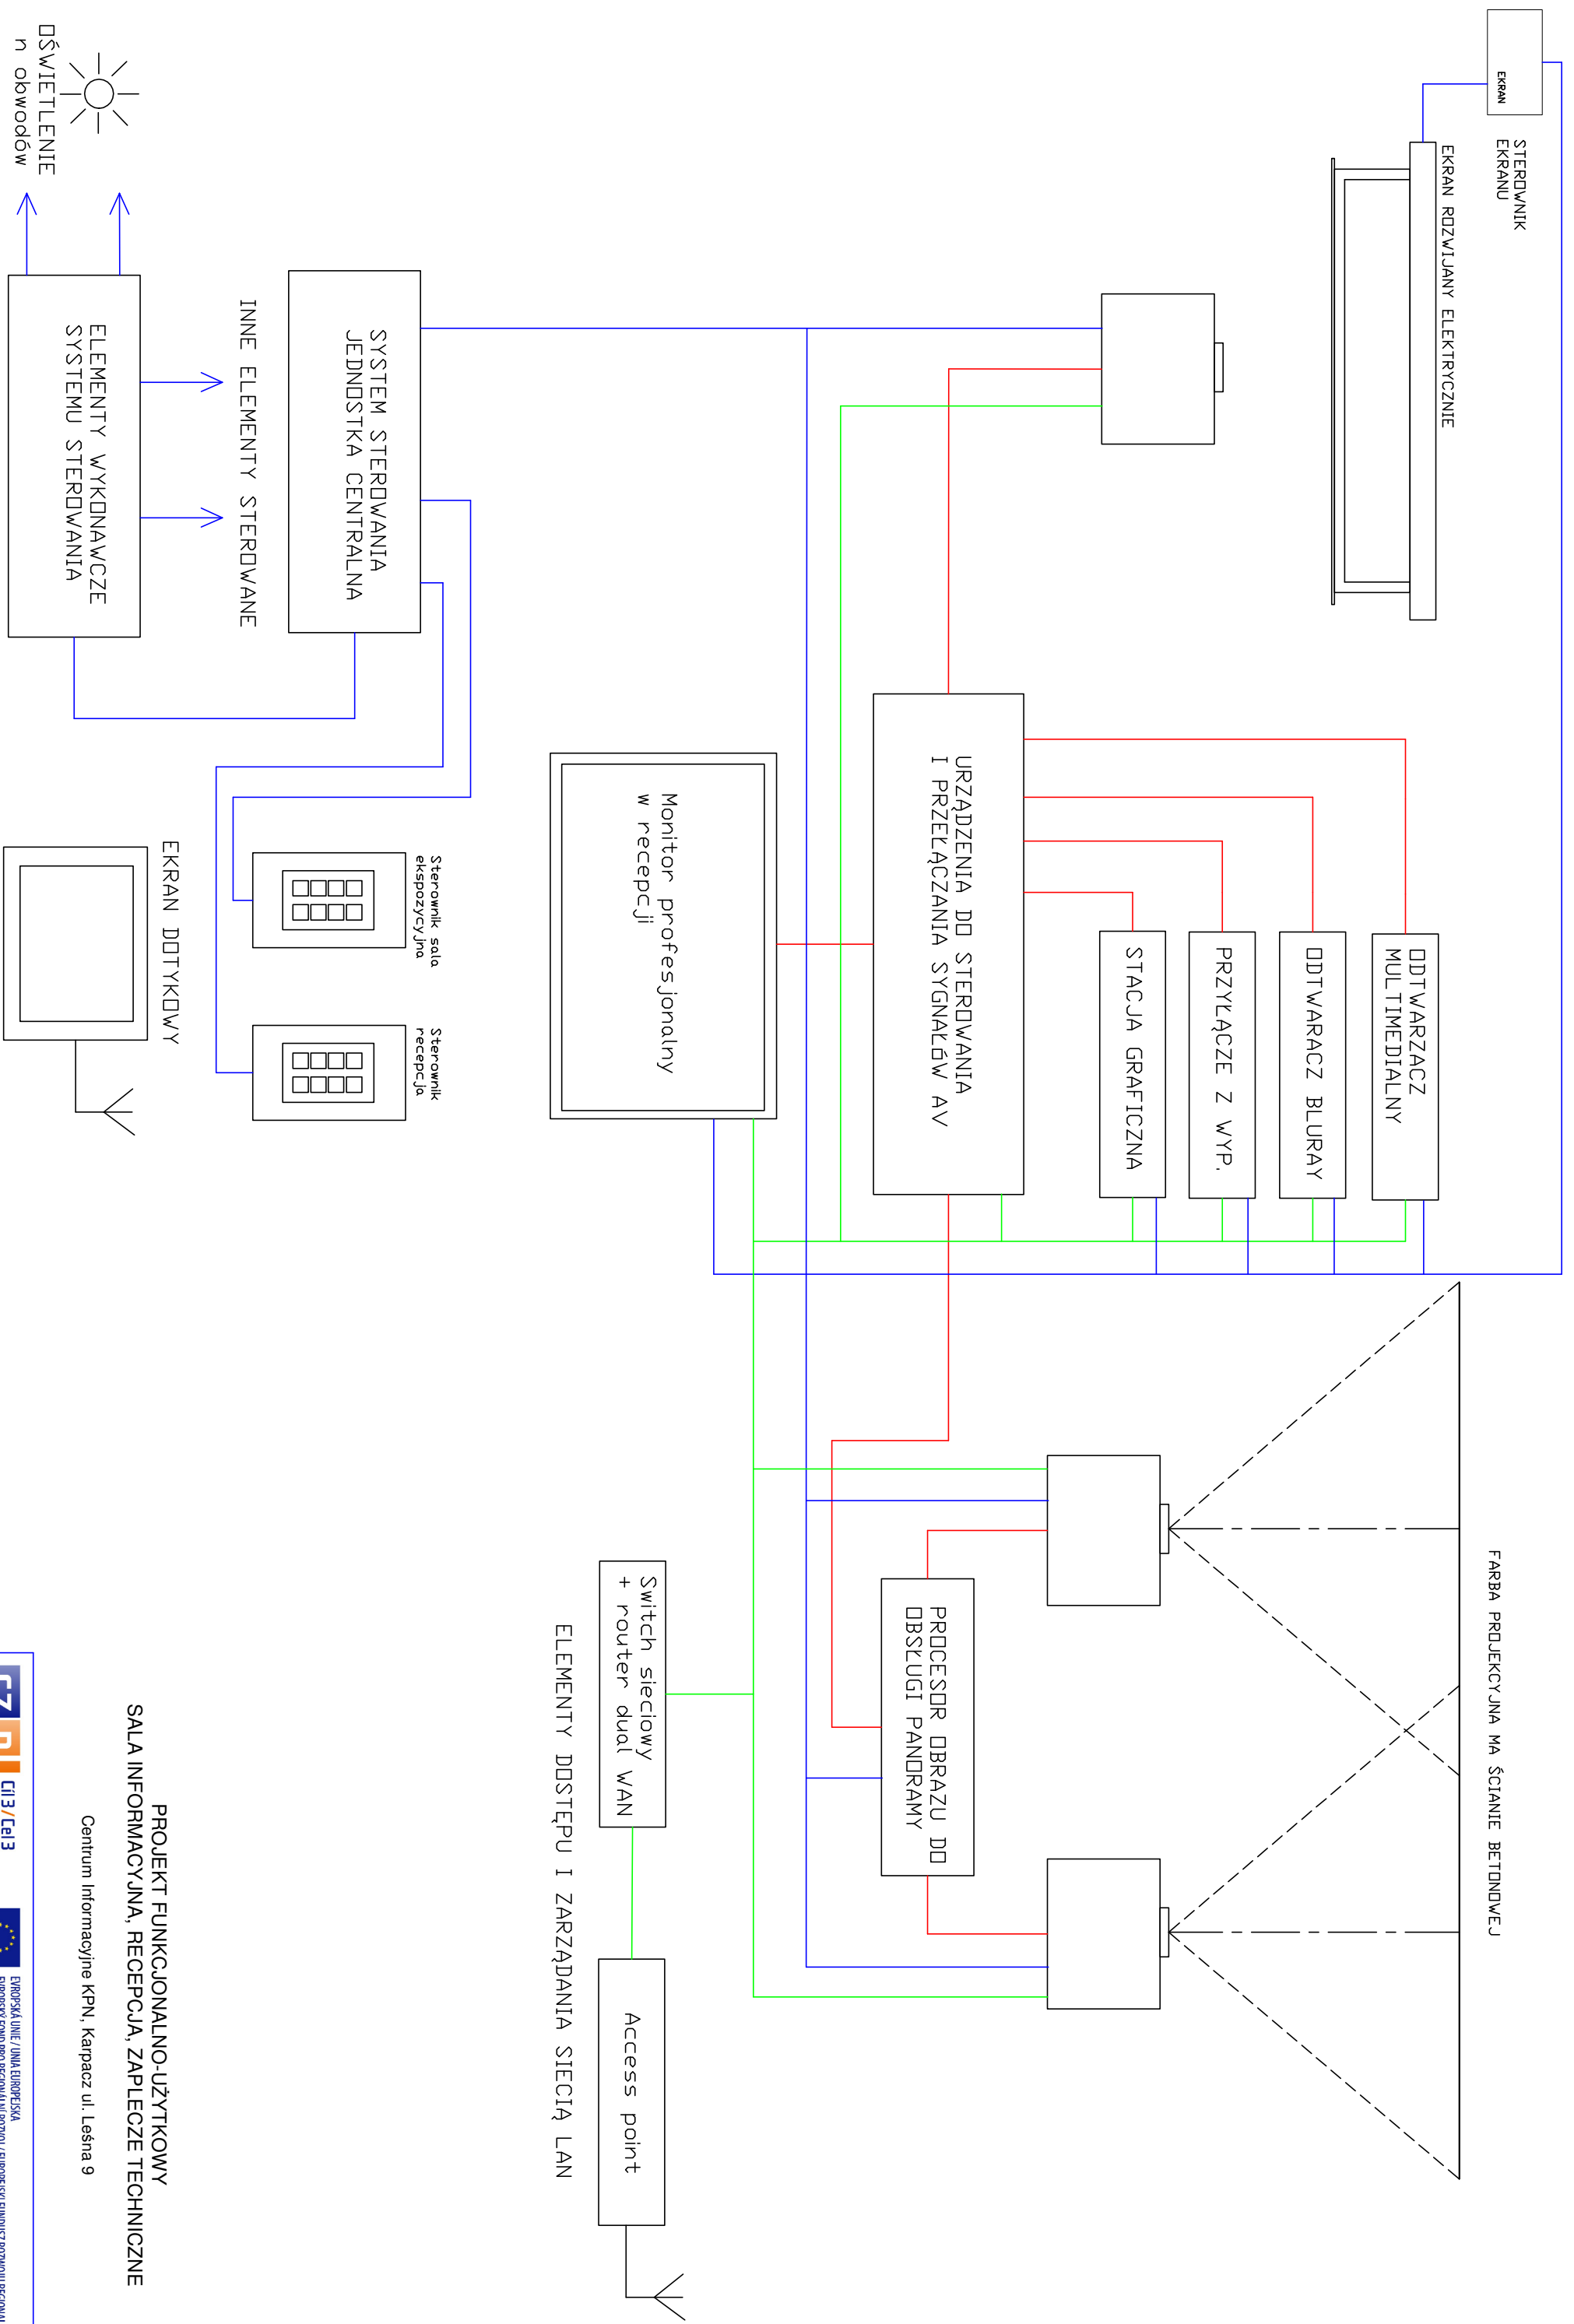 EKRAN
STEROWNIK
EKRANU
EKRAN ROZWIJANY ELEKTRYCZNIE
FARBA PROJEKCYJNA MA ŚCIANIE BETONOWEJ
ODTWARZACZ
MULTIMEDIALNY
ODTWARACZ BLURAY
PRZYŁĄCZE Z WYP.
STACJA GRAFICZNA
URZĄDZENIA DO STEROWANIA
I PRZEŁĄCZANIA SYGNAŁÓW AV
PROCESOR OBRAZU DO
OBSŁUGI PANORAMY
Monitor profesjonalny
w recepcji
Switch sieciowy
+ router dual WAN
Access point
ELEMENTY DOSTĘPU I ZARZĄDANIA SIECIĄ LAN
SYSTEM STEROWANIA
JEDNOSTKA CENTRALNA
Sterownik sala
ekspozycyjna
Sterownik
recepcja
INNE ELEMENTY STEROWANE
EKRAN DOTYKOWY
ELEMENTY WYKONAWCZE
SYSTEMU STEROWANIA
OŚWIETLENIE
n obwodów
PROJEKT FUNKCJONALNO-UŻYTKOWY
SALA INFORMACYJNA, RECEPCJA, ZAPLECZE TECHNICZNE
Centrum Informacyjne KPN, Karpacz ul. Leśna 9
Cíl 3 / Cel 3
EVROPSKÁ UNIE / UNIA EUROPEJSKA